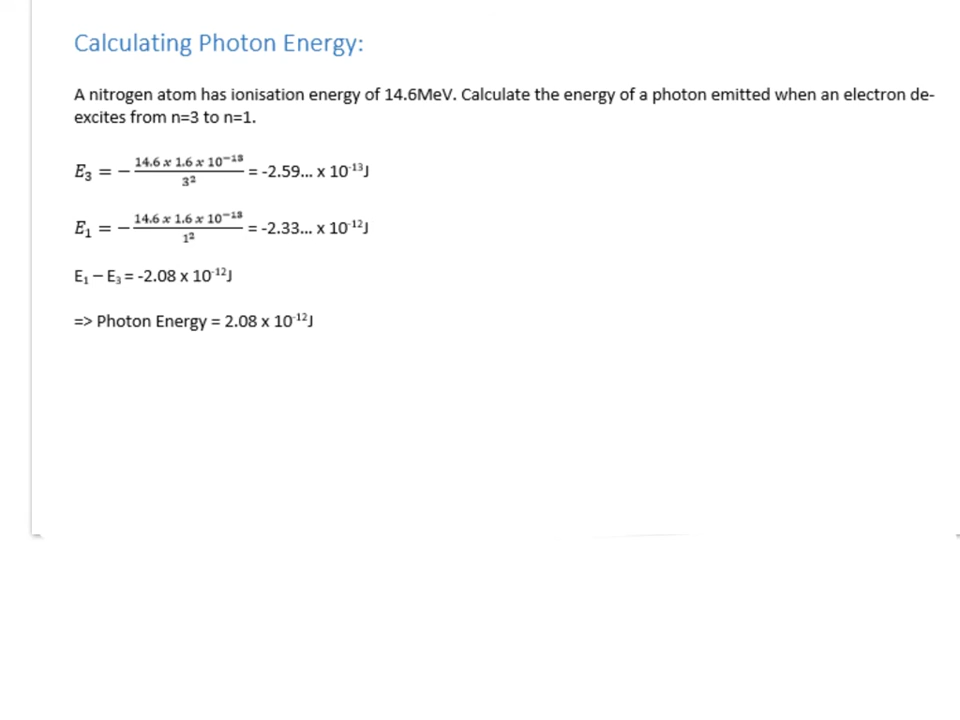 Calculating Photon Energy:
A nitrogen atom has ionisation energy of 14.6MeV. Calculate the energy of a photon emitted when an electron de-
excites from n=3 to n=1.
E₃ = − (14.6 x 1.6 x 10⁻¹³)/3² = -2.59... x 10⁻¹³J
E₁ = − (14.6 x 1.6 x 10⁻¹³)/1² = -2.33... x 10⁻¹²J
E₁ – E₃ = -2.08 x 10⁻¹²J
=> Photon Energy = 2.08 x 10⁻¹²J